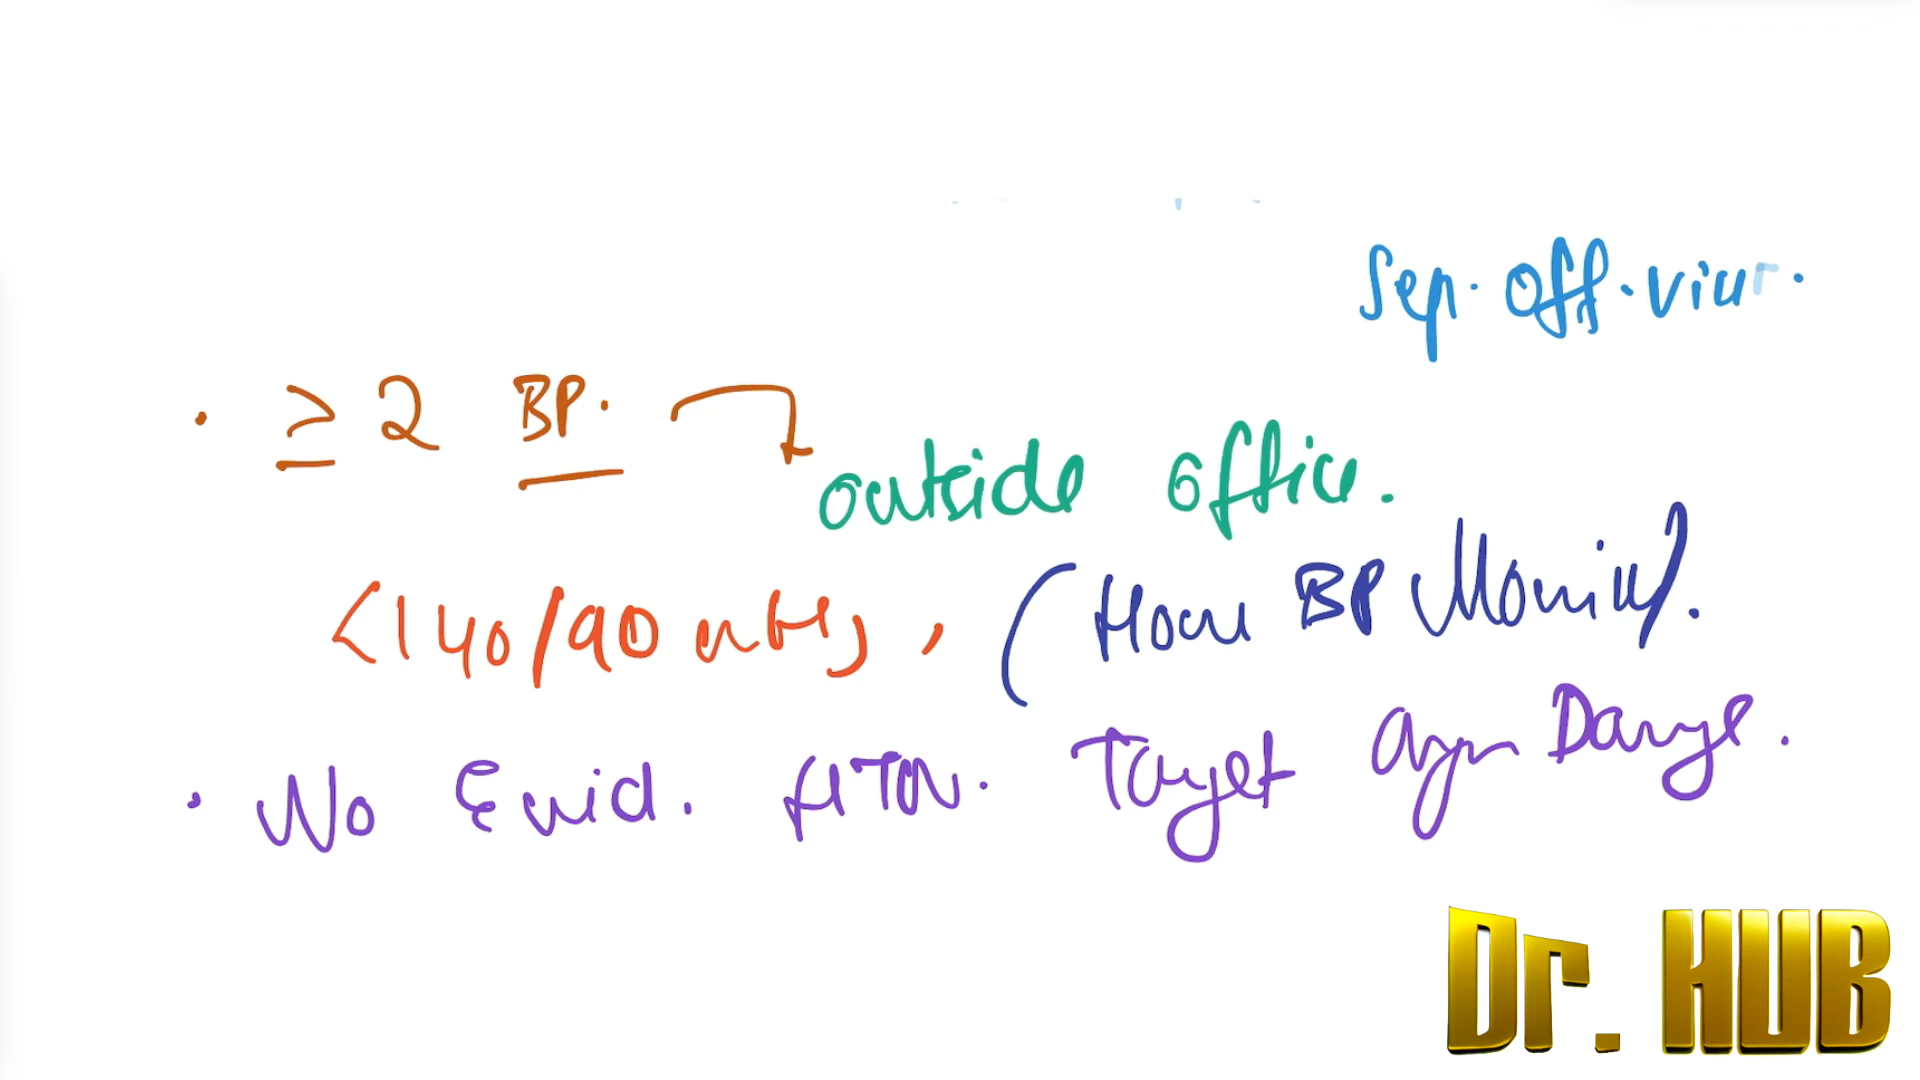 Sep. Off. visit.
• ≥ 2 BP.
outside office.
<140/90 mmHg, (Home BP Monit).
• No Evid. HTN. Target Organ Damage.
Dr. HUB